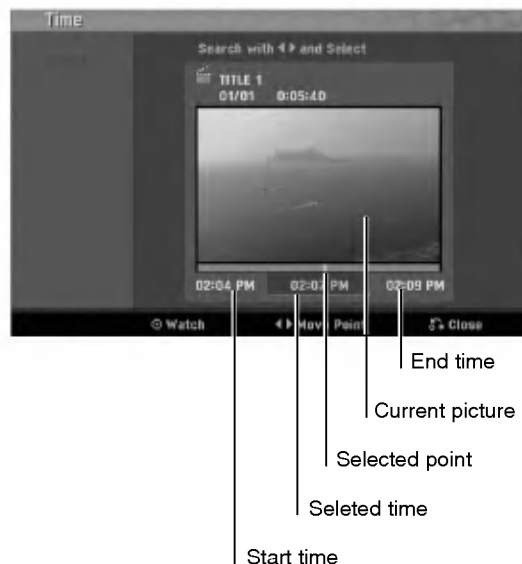 Time
Search with ◄ ► and Select
TITLE 1
01/01 0:05:40
02:04 PM 02:07 PM 02:09 PM
Watch ◄ ► Move Point Close
End time
Current picture
Selected point
Seleted time
Start time